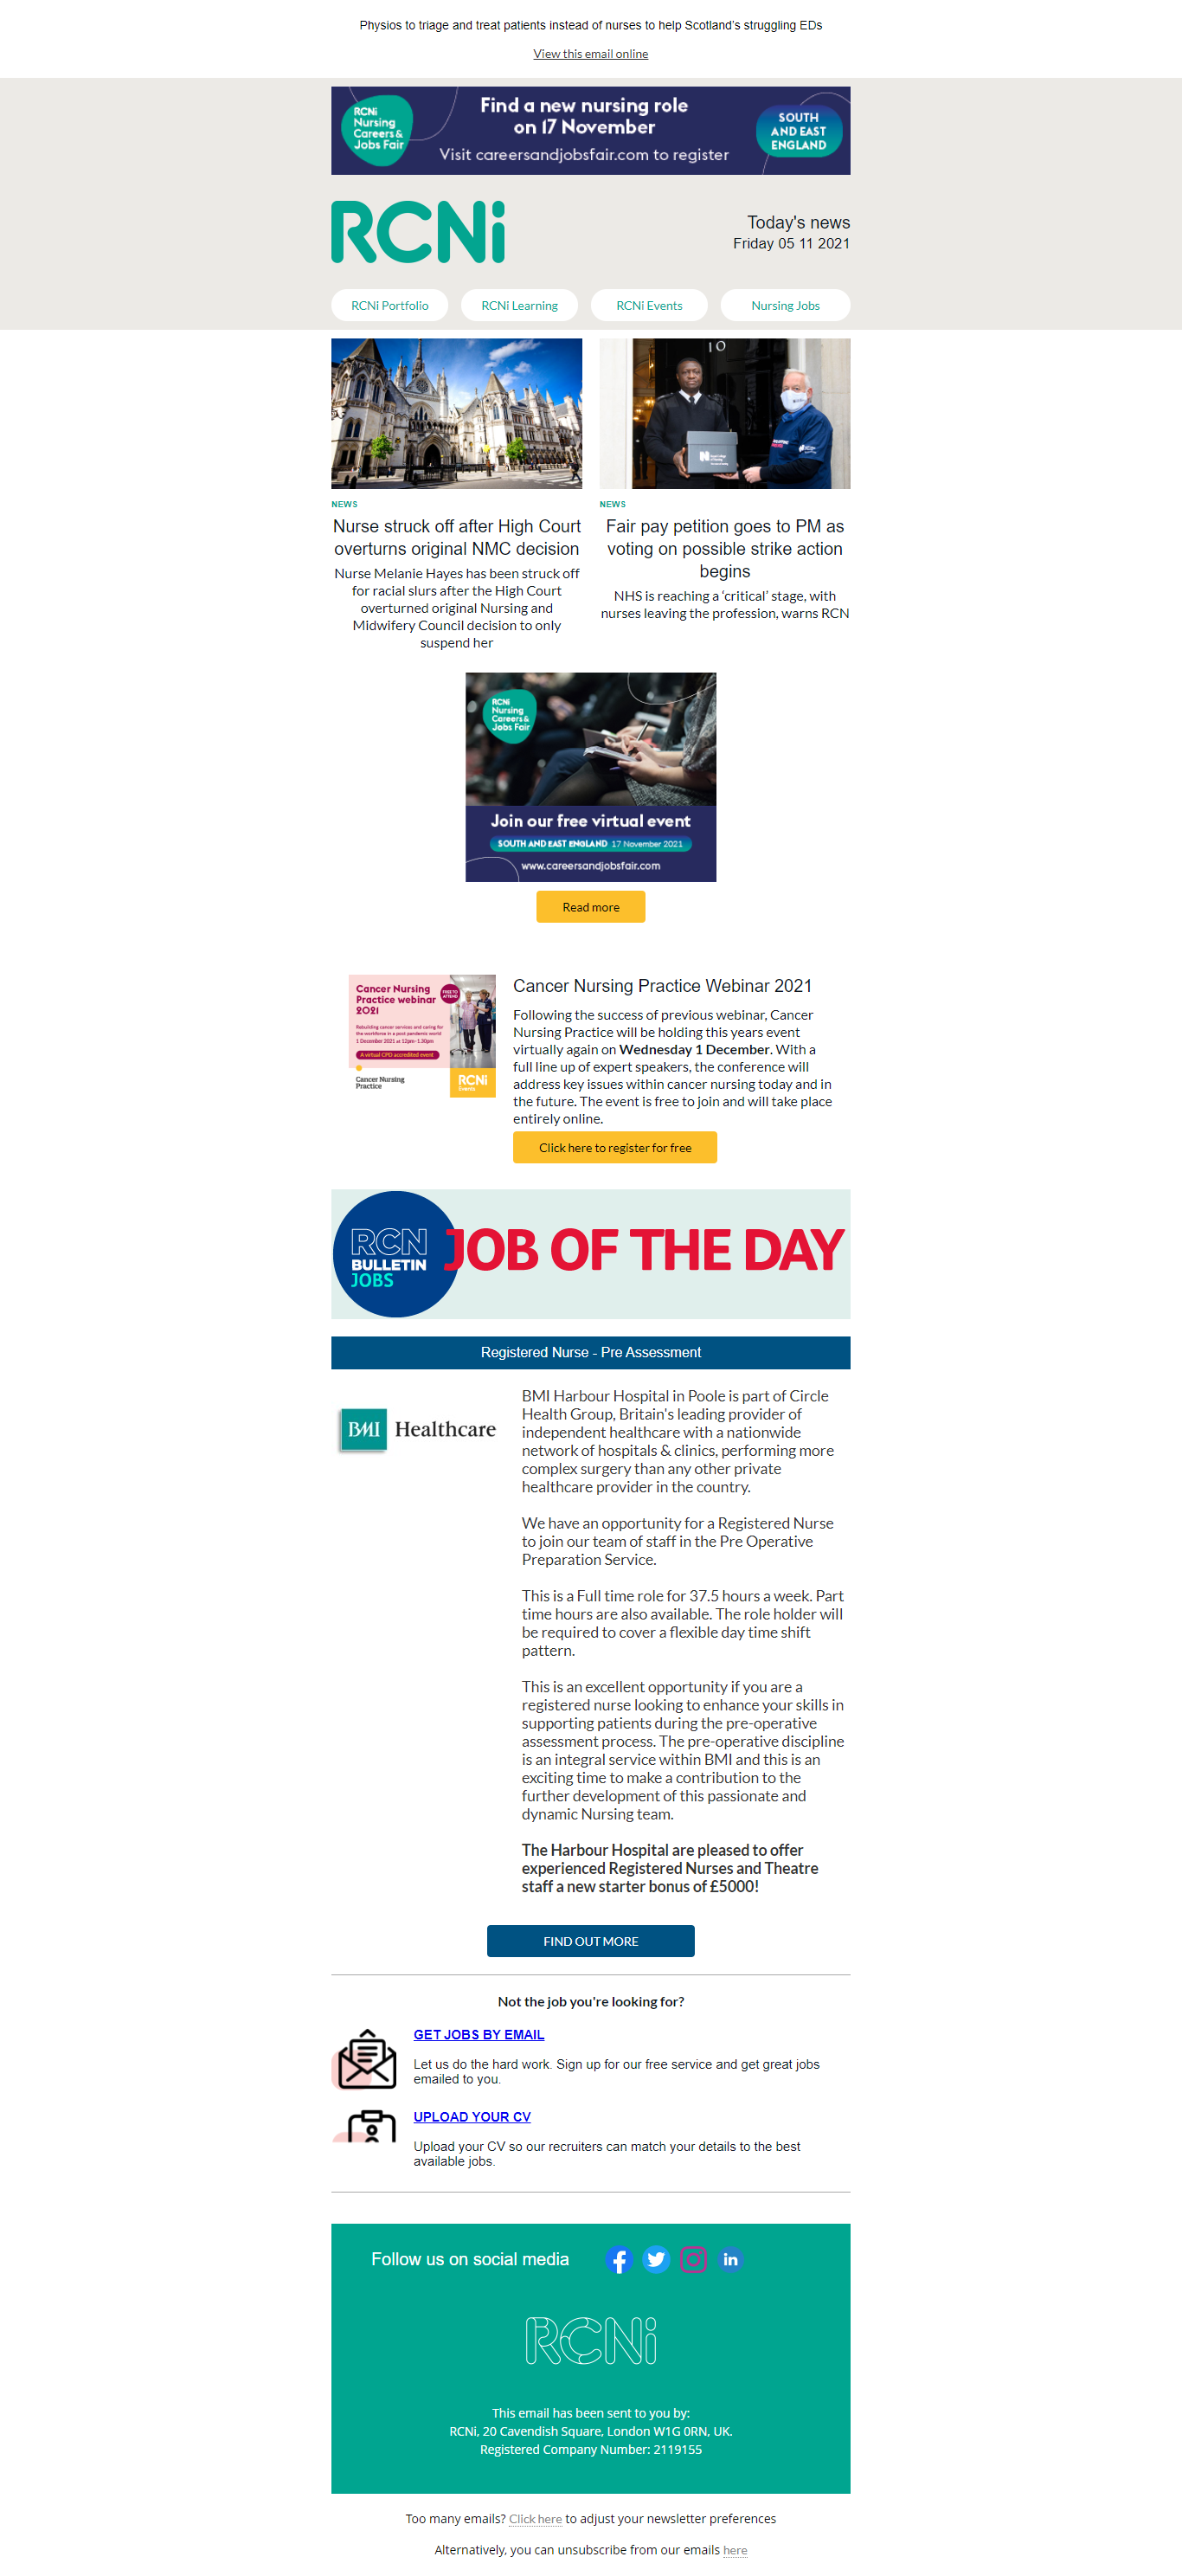 Physios to triage and treat patients instead of nurses to help Scotland's struggling EDs
View this email online
RCNi
Nursing
Careers &
Jobs Fair
Find a new nursing role
on 17 November
Visit careersandjobsfair.com to register
SOUTH
AND EAST
ENGLAND
RCNi
Today's news
Friday 05 11 2021
RCNi Portfolio
RCNi Learning
RCNi Events
Nursing Jobs
10
NEWS
Nurse struck off after High Court
overturns original NMC decision
Nurse Melanie Hayes has been struck off
for racial slurs after the High Court
overturned original Nursing and
Midwifery Council decision to only
suspend her
NEWS
Fair pay petition goes to PM as
voting on possible strike action
begins
NHS is reaching a ‘critical’ stage, with
nurses leaving the profession, warns RCN
RCNi
Nursing
Careers &
Jobs Fair
Join our free virtual event
SOUTH AND EAST ENGLAND 17 November 2021
www.careersandjobsfair.com
Read more
Cancer Nursing
Practice webinar
2021
FREE TO
ATTEND
Rebuilding cancer services and caring for
the workforce in a post pandemic world
1 December 2021 at 12pm-1.30pm
A virtual CPD accredited event
Cancer Nursing
Practice
RCNi
Events
Cancer Nursing Practice Webinar 2021
Following the success of previous webinar, Cancer
Nursing Practice will be holding this years event
virtually again on Wednesday 1 December. With a
full line up of expert speakers, the conference will
address key issues within cancer nursing today and in
the future. The event is free to join and will take place
entirely online.
Click here to register for free
RCN
BULLETIN
JOBS
JOB OF THE DAY
Registered Nurse - Pre Assessment
BMI Healthcare
BMI Harbour Hospital in Poole is part of Circle
Health Group, Britain's leading provider of
independent healthcare with a nationwide
network of hospitals & clinics, performing more
complex surgery than any other private
healthcare provider in the country.
We have an opportunity for a Registered Nurse
to join our team of staff in the Pre Operative
Preparation Service.
This is a Full time role for 37.5 hours a week. Part
time hours are also available. The role holder will
be required to cover a flexible day time shift
pattern.
This is an excellent opportunity if you are a
registered nurse looking to enhance your skills in
supporting patients during the pre-operative
assessment process. The pre-operative discipline
is an integral service within BMI and this is an
exciting time to make a contribution to the
further development of this passionate and
dynamic Nursing team.
The Harbour Hospital are pleased to offer
experienced Registered Nurses and Theatre
staff a new starter bonus of £5000!
FIND OUT MORE
Not the job you're looking for?
GET JOBS BY EMAIL
Let us do the hard work. Sign up for our free service and get great jobs
emailed to you.
UPLOAD YOUR CV
Upload your CV so our recruiters can match your details to the best
available jobs.
Follow us on social media
RCNi
This email has been sent to you by:
RCNi, 20 Cavendish Square, London W1G 0RN, UK.
Registered Company Number: 2119155
Too many emails? Click here to adjust your newsletter preferences
Alternatively, you can unsubscribe from our emails here